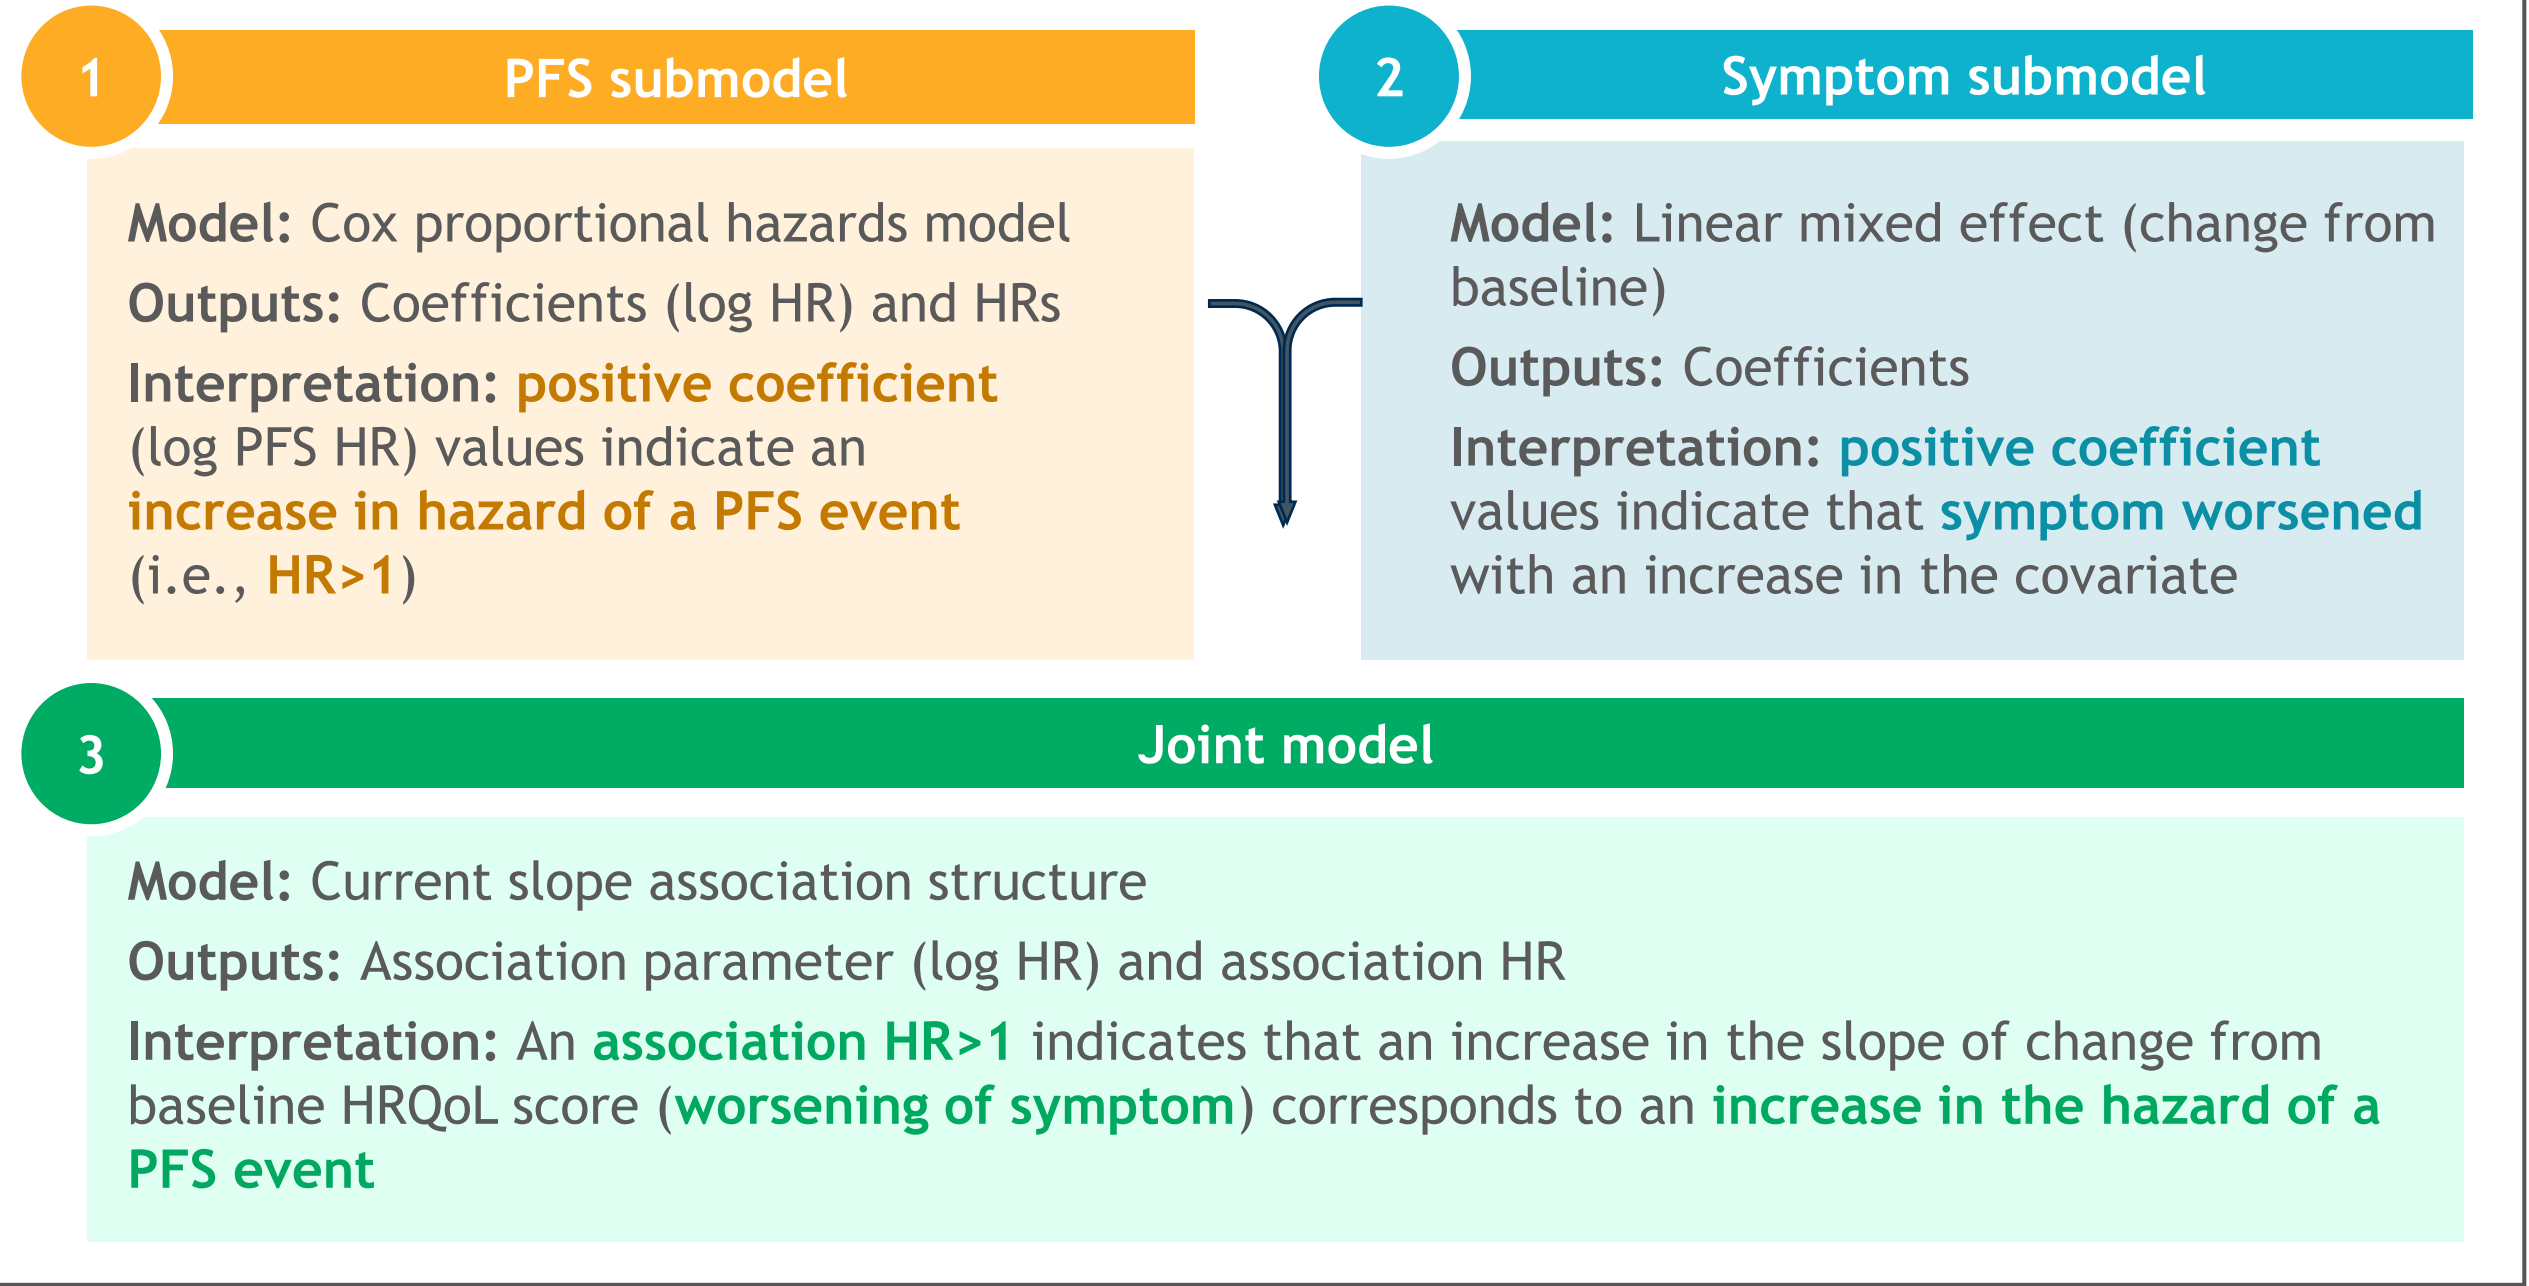 1
PFS submodel
Model: Cox proportional hazards model
Outputs: Coefficients (log HR) and HRs
Interpretation: positive coefficient
(log PFS HR) values indicate an
increase in hazard of a PFS event
(i.e., HR>1)
2
Symptom submodel
Model: Linear mixed effect (change from
baseline)
Outputs: Coefficients
Interpretation: positive coefficient
values indicate that symptom worsened
with an increase in the covariate
3
Joint model
Model: Current slope association structure
Outputs: Association parameter (log HR) and association HR
Interpretation: An association HR>1 indicates that an increase in the slope of change from
baseline HRQoL score (worsening of symptom) corresponds to an increase in the hazard of a
PFS event